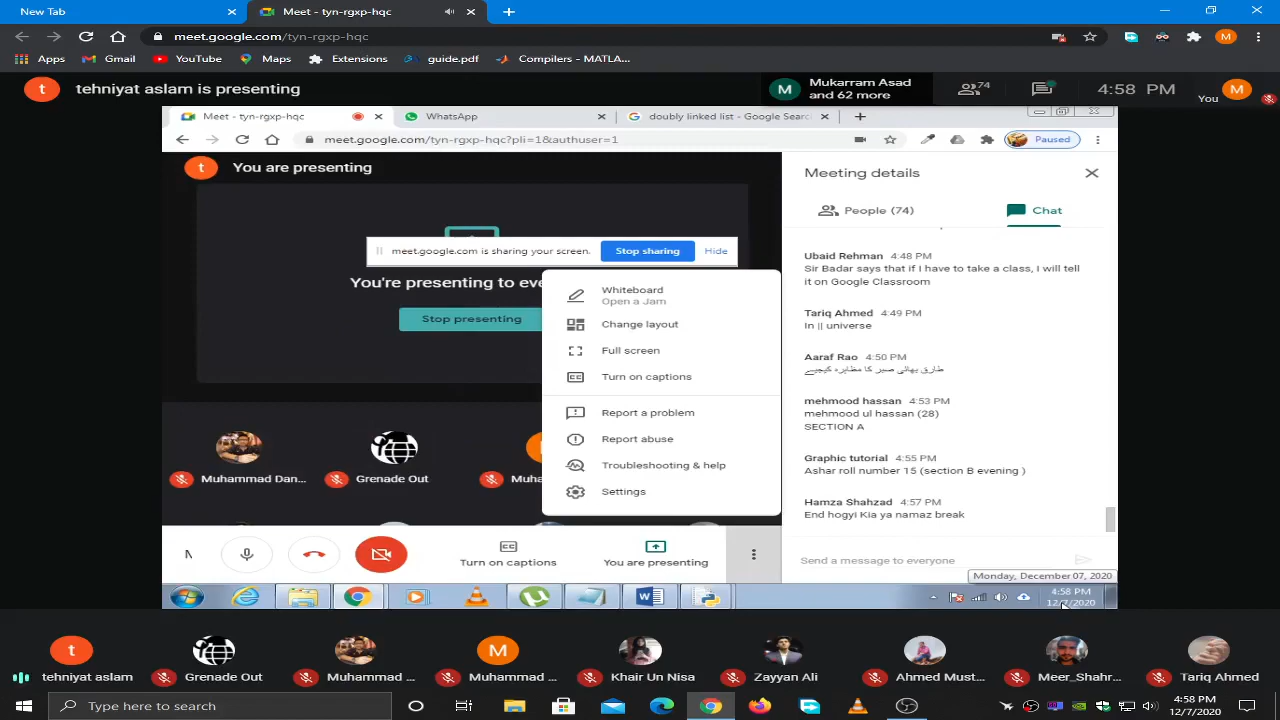 New Tab
Meet - tyn-rgxp-hqc
meet.google.com/tyn-rgxp-hqc
M
Apps
Gmail
YouTube
Maps
Extensions
guide.pdf
Compilers - MATLA...
t
tehniyat aslam is presenting
M
Mukarram Asad
and 62 more
74
4:58 PM
You
M
Meet - tyn-rgxp-hqc
WhatsApp
doubly linked list - Google Searc
meet.google.com/tyn-rgxp-hqc?pli=1&authuser=1
Paused
t
You are presenting
meet.google.com is sharing your screen.
Stop sharing
Hide
You're presenting to eve
Stop presenting
Whiteboard
Open a Jam
Change layout
Full screen
Turn on captions
Report a problem
Report abuse
Troubleshooting & help
Settings
Muhammad Dan...
Grenade Out
Muha
Turn on captions
You are presenting
Meeting details
People (74)
Chat
Ubaid Rehman 4:48 PM
Sir Badar says that if I have to take a class, I will tell
it on Google Classroom
Tariq Ahmed 4:49 PM
In || universe
Aaraf Rao 4:50 PM
طارق بھائی صبر کا مظاہرہ کیجیے
mehmood hassan 4:53 PM
mehmood ul hassan (28)
SECTION A
Graphic tutorial 4:55 PM
Ashar roll number 15 (section B evening )
Hamza Shahzad 4:57 PM
End hogyi Kia ya namaz break
Send a message to everyone
Monday, December 07, 2020
4:58 PM
12/7/2020
t
M
tehniyat aslam
Grenade Out
Muhammad ...
Muhammad ...
Khair Un Nisa
Zayyan Ali
Ahmed Must...
Meer_Shahr...
Tariq Ahmed
Type here to search
4:58 PM
12/7/2020